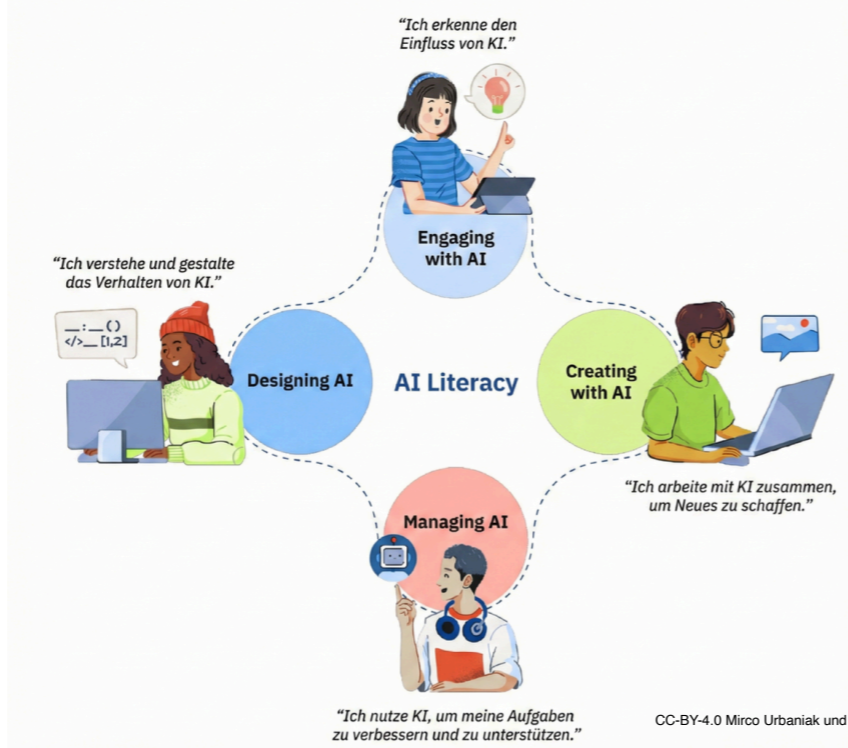 “Ich erkenne den
Einfluss von KI.”
Engaging
with AI
“Ich verstehe und gestalte
das Verhalten von KI.”
__:__()
</>__[1,2]
Designing AI
AI Literacy
Creating
with AI
“Ich arbeite mit KI zusammen,
um Neues zu schaffen.”
Managing AI
“Ich nutze KI, um meine Aufgaben
zu verbessern und zu unterstützen.”
CC-BY-4.0 Mirco Urbaniak und